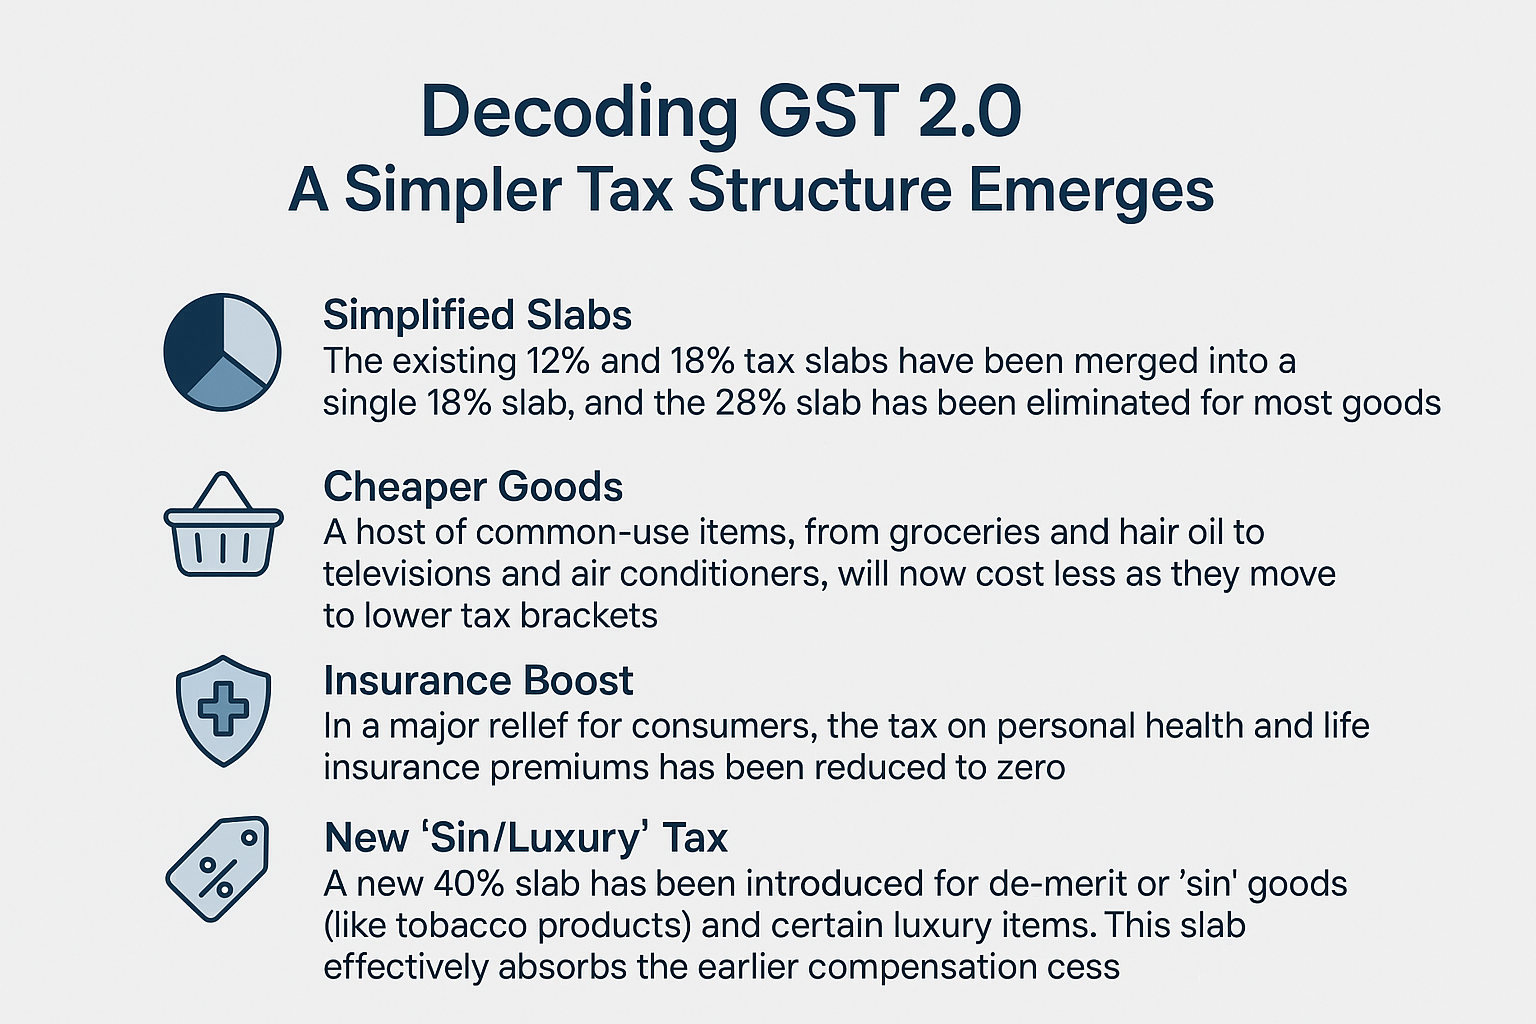 Decoding GST 2.0
A Simpler Tax Structure Emerges
Simplified Slabs
The existing 12% and 18% tax slabs have been merged into a
single 18% slab, and the 28% slab has been eliminated for most goods
Cheaper Goods
A host of common-use items, from groceries and hair oil to
televisions and air conditioners, will now cost less as they move
to lower tax brackets
Insurance Boost
In a major rellef for consumers, the tax on personal health and life
insurance premiums has been reduced to zero
New ‘Sin/Luxury’ Tax
A new 40% slab has been introduced for de-merit or ’sin' goods
(like tobacco products) and certain luxury items. This slab
effectively absorbs the earlier compensation cess